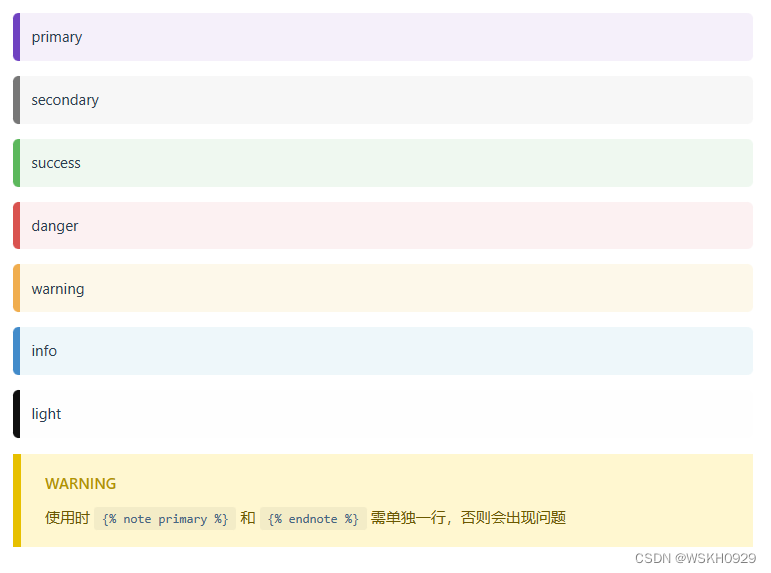 primary
secondary
success
danger
warning
info
light
WARNING
使用时 {% note primary %} 和 {% endnote %} 需单独一行，否则会出现问题
CSDN @WSKH0929